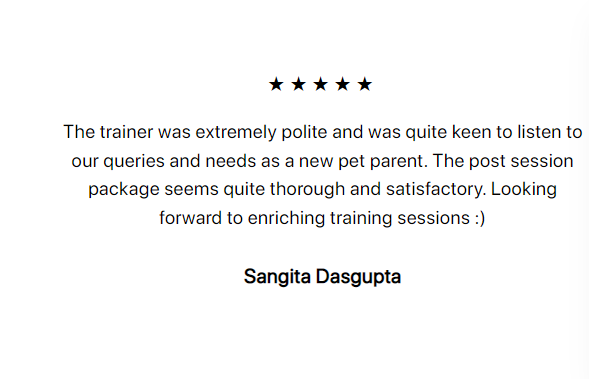 ★ ★ ★ ★ ★
The trainer was extremely polite and was quite keen to listen to
our queries and needs as a new pet parent. The post session
package seems quite thorough and satisfactory. Looking
forward to enriching training sessions :)
Sangita Dasgupta